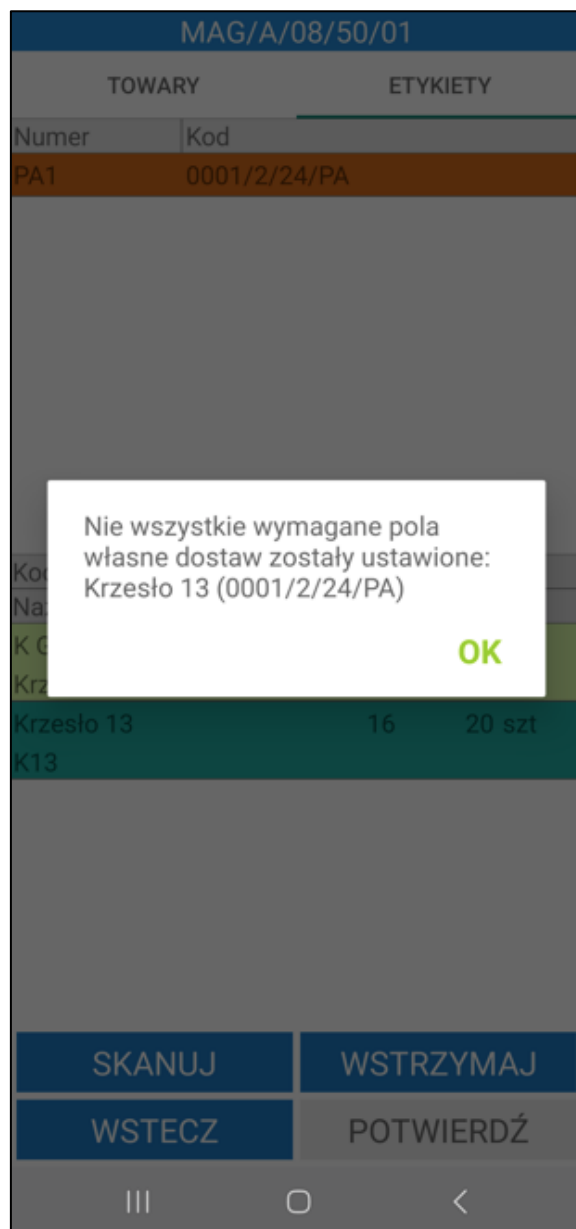 MAG/A/08/50/01
TOWARY ETYKIETY
Numer Kod
PA1 0001/2/24/PA
Nie wszystkie wymagane pola
własne dostaw zostały ustawione:
Krzesło 13 (0001/2/24/PA)
OK
Krzesło 13 16 20 szt
K13
SKANUJ WSTRZYMAJ
WSTECZ POTWIERDŹ